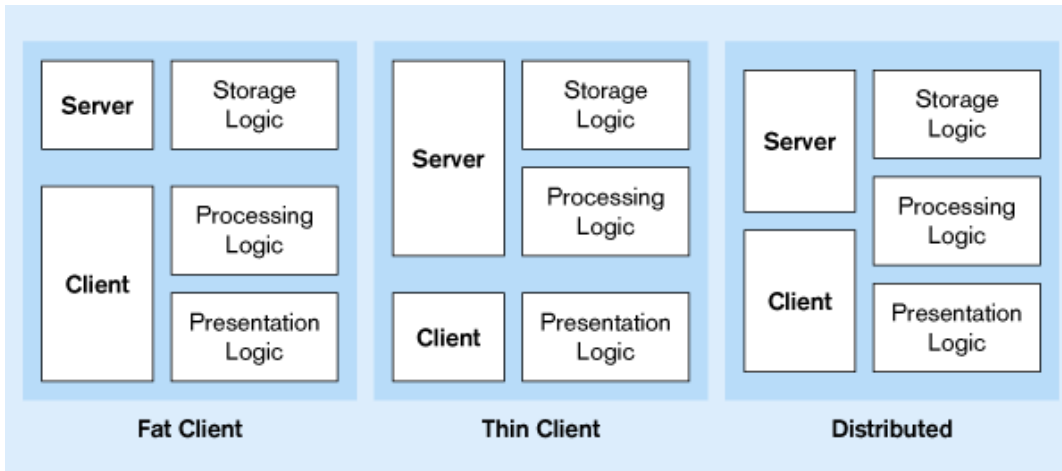 Server
Storage
Logic
Client
Processing
Logic
Presentation
Logic
Fat Client
Server
Storage
Logic
Processing
Logic
Client
Presentation
Logic
Thin Client
Server
Storage
Logic
Processing
Logic
Client
Presentation
Logic
Distributed